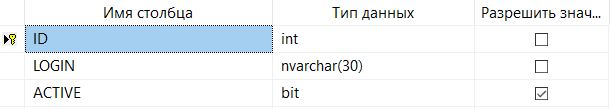 Имя столбца Тип данных Разрешить знач...
ID int
LOGIN nvarchar(30)
ACTIVE bit